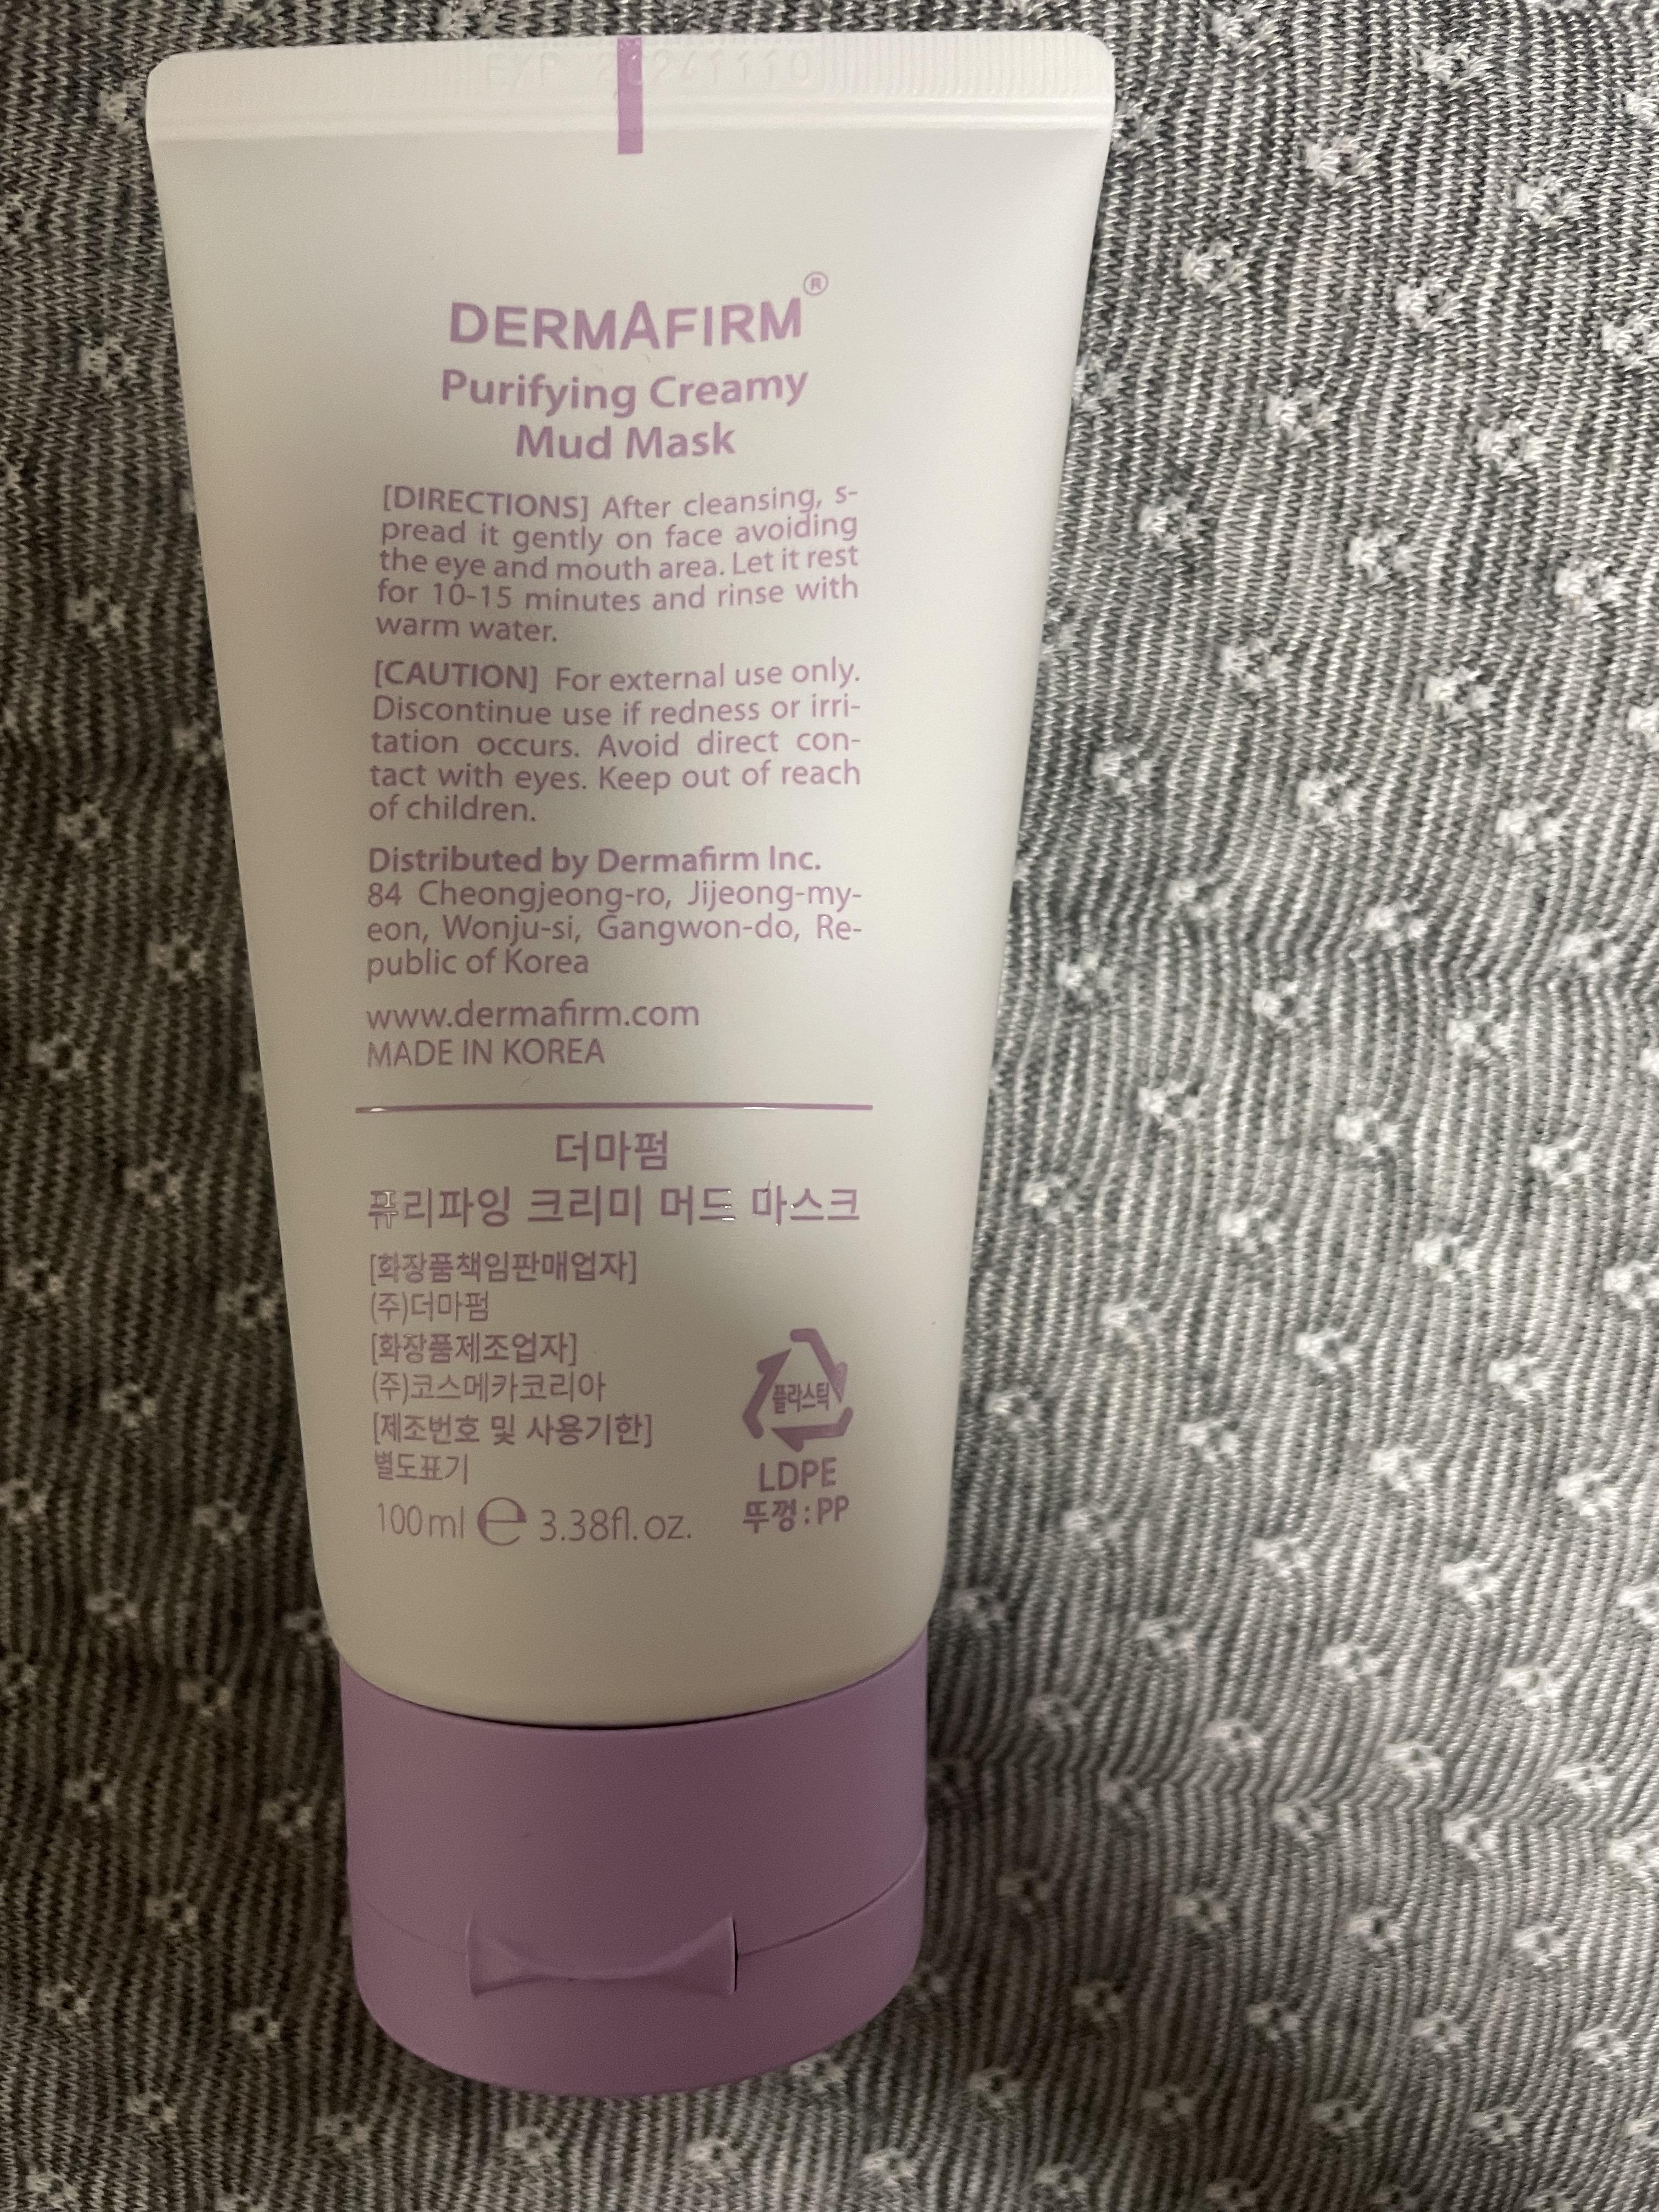 EXP 20241110
DERMAFIRM®
Purifying Creamy
Mud Mask
[DIRECTIONS] After cleansing, s-
pread it gently on face avoiding
the eye and mouth area. Let it rest
for 10-15 minutes and rinse with
warm water.
[CAUTION] For external use only.
Discontinue use if redness or irri-
tation occurs. Avoid direct con-
tact with eyes. Keep out of reach
of children.
Distributed by Dermafirm Inc.
84 Cheongjeong-ro, Jijeong-my-
eon, Wonju-si, Gangwon-do, Re-
public of Korea
www.dermafirm.com
MADE IN KOREA
더마펌
퓨리파잉 크리미 머드 마스크
[화장품책임판매업자]
(주)더마펌
[화장품제조업자]
(주)코스메카코리아
[제조번호 및 사용기한]
별도표기
100ml ℮ 3.38fl.oz.
플라스틱
LDPE
뚜껑:PP